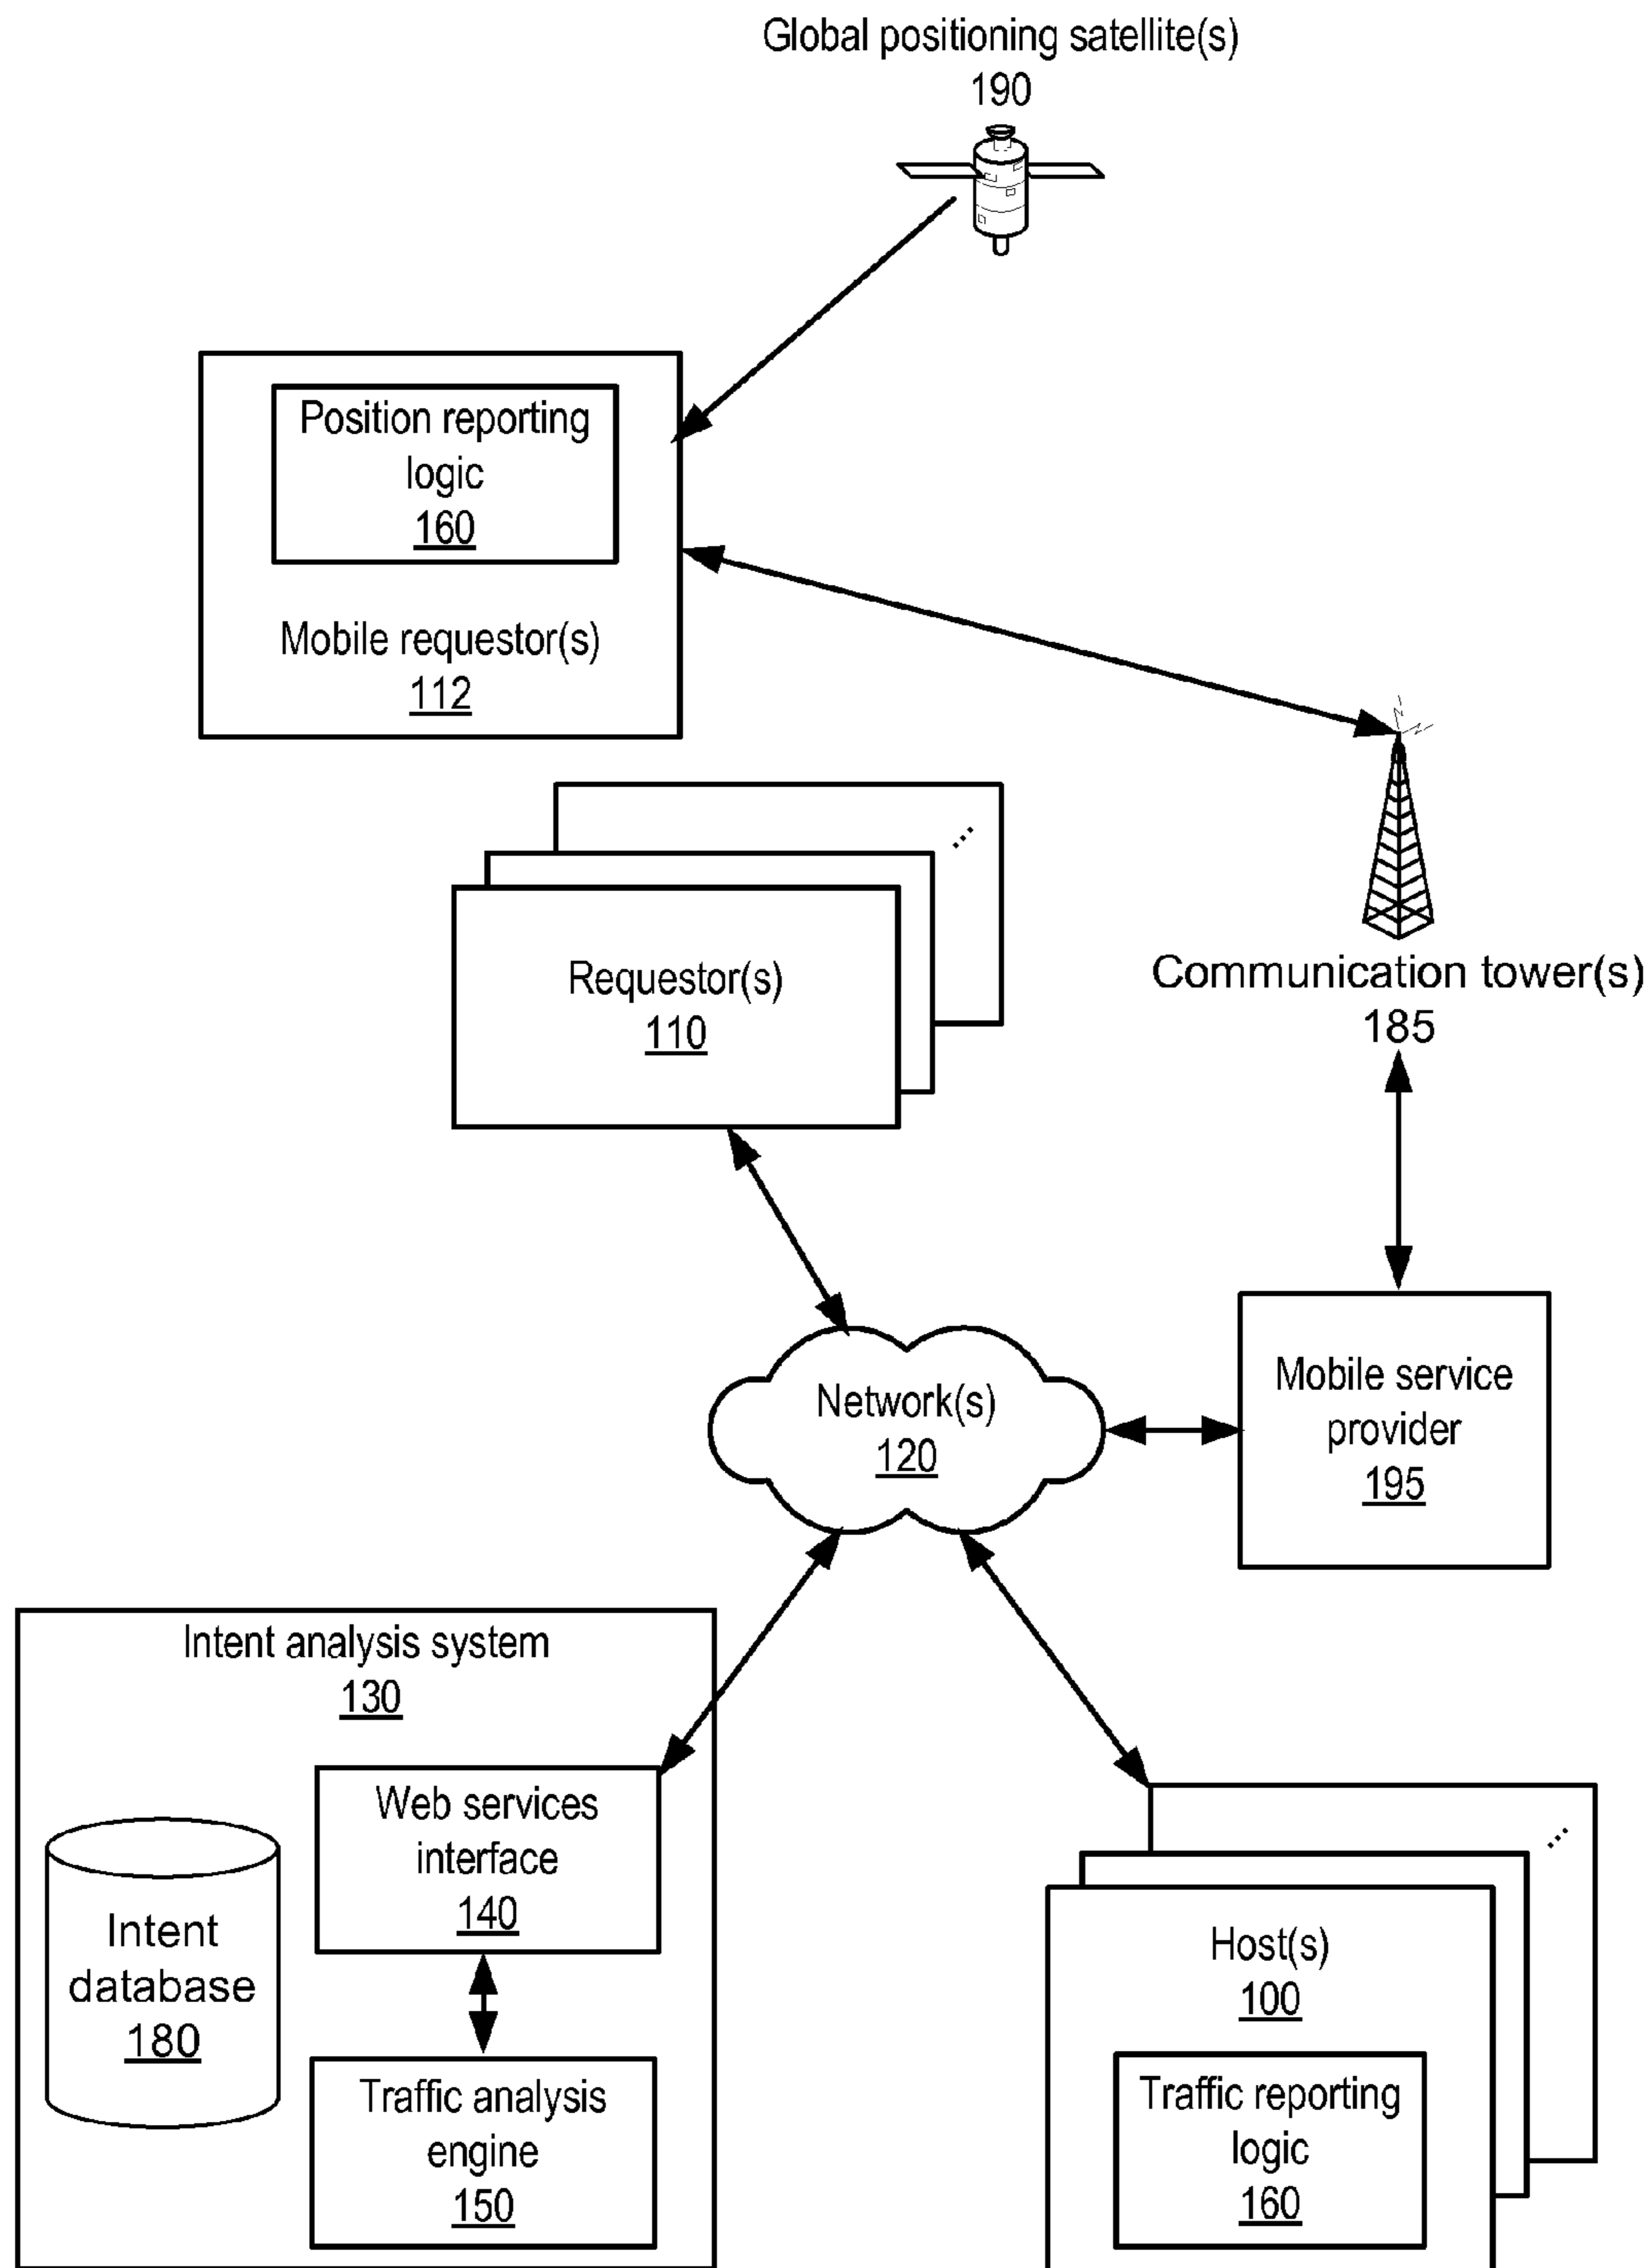 Global positioning satellite(s)
190
Position reporting
logic
160
Mobile requestor(s)
112
Requestor(s)
110
Communication tower(s)
185
Network(s)
120
Mobile service
provider
195
Intent analysis system
130
Web services
interface
140
Intent
database
180
Traffic analysis
engine
150
Host(s)
100
Traffic reporting
logic
160